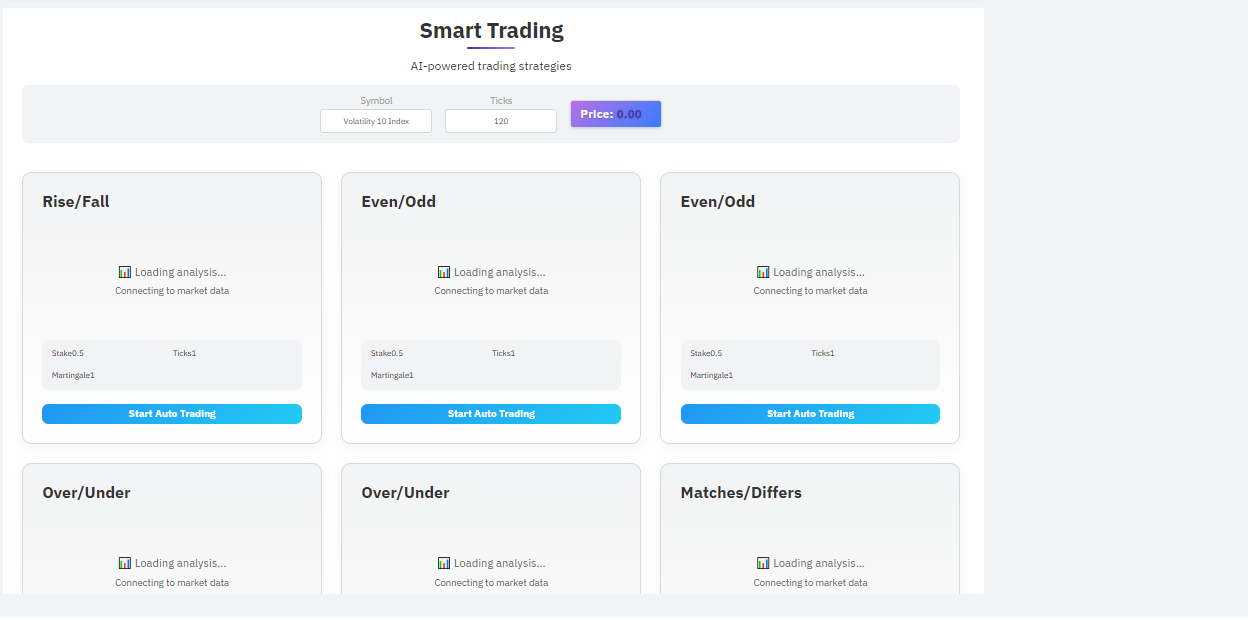 Smart Trading
AI-powered trading strategies
Symbol
Ticks
Volatility 10 Index
120
Price: 0.00
Rise/Fall
Even/Odd
Even/Odd
Loading analysis...
Loading analysis...
Loading analysis...
Connecting to market data
Connecting to market data
Connecting to market data
Stake0.5
Ticks1
Stake0.5
Ticks1
Stake0.5
Ticks1
Martingale1
Martingale1
Martingale1
Start Auto Trading
Start Auto Trading
Start Auto Trading
Over/Under
Over/Under
Matches/Differs
Loading analysis...
Loading analysis...
Loading analysis...
Connecting to market data
Connecting to market data
Connecting to market data